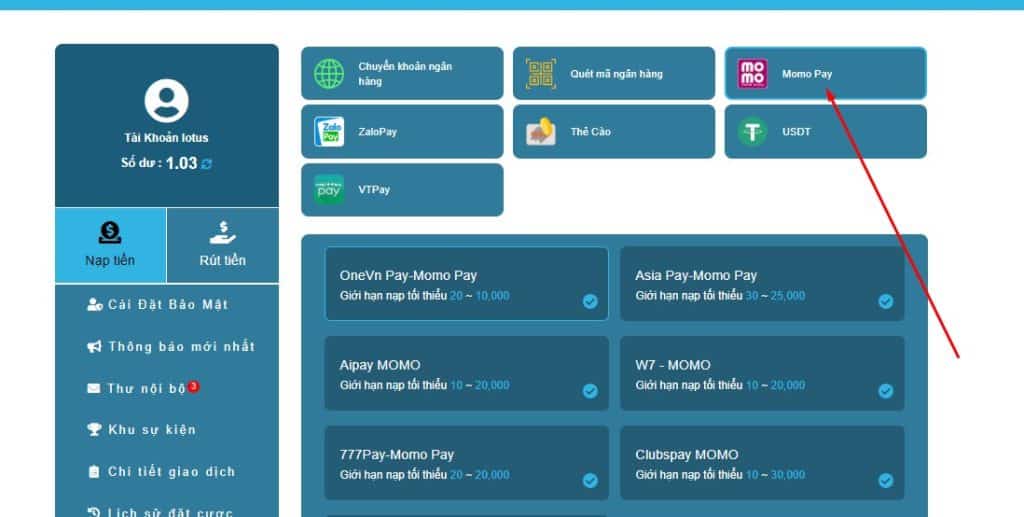 Tài Khoản lotus
Số dư : 1.03
Nạp tiền
Rút tiền
Cài Đặt Bảo Mật
Thông báo mới nhất
Thư nội bộ 3
Khu sự kiện
Chi tiết giao dịch
Lịch sử đặt cược
Chuyển khoản ngân
hàng
Quét mã ngân hàng
momo
Momo Pay
Zalo
Pay
ZaloPay
Thẻ Cào
USDT
pay
VTPay
OneVn Pay-Momo Pay
Giới hạn nạp tối thiểu 20 ~ 10,000
Asia Pay-Momo Pay
Giới hạn nạp tối thiểu 30 ~ 25,000
Aipay MOMO
Giới hạn nạp tối thiểu 10 ~ 20,000
W7 - MOMO
Giới hạn nạp tối thiểu 10 ~ 20,000
777Pay-Momo Pay
Giới hạn nạp tối thiểu 20 ~ 20,000
Clubspay MOMO
Giới hạn nạp tối thiểu 10 ~ 30,000